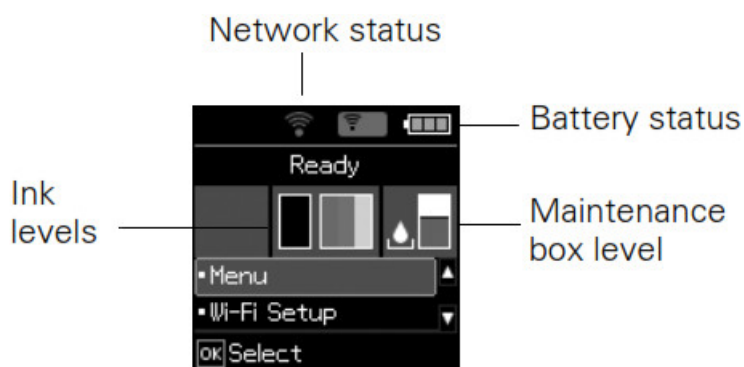 Network status
Battery status
Ready
Ink
levels
Maintenance
box level
Menu
Wi-Fi Setup
OK Select